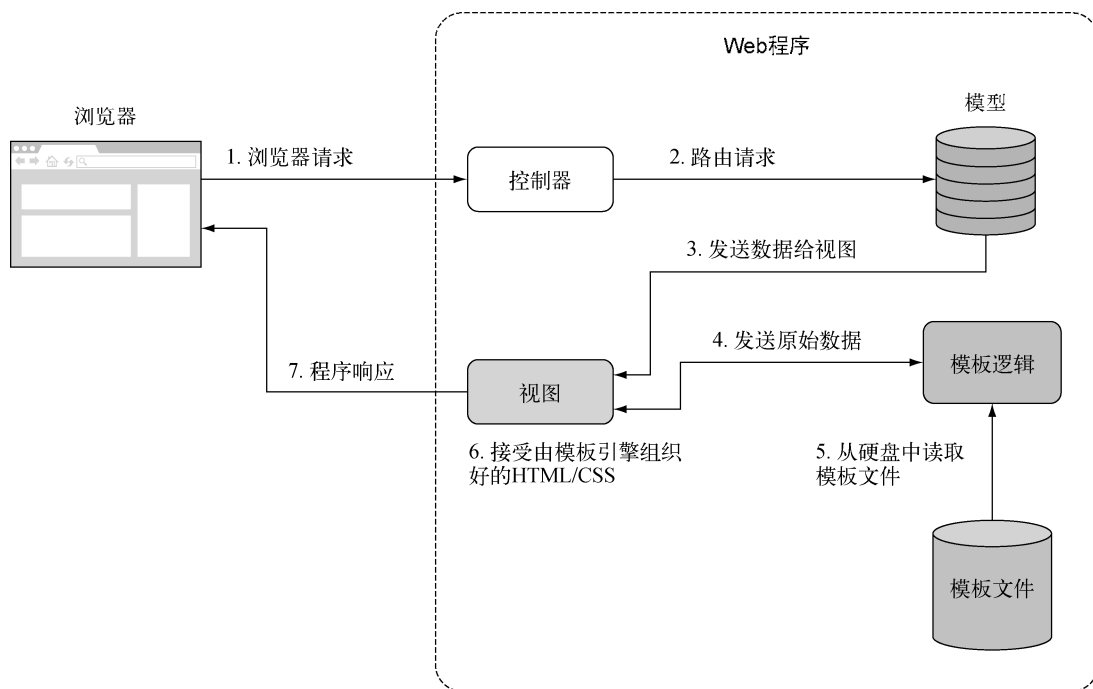 Web程序
浏览器
模型
1. 浏览器请求
控制器
2. 路由请求
3. 发送数据给视图
4. 发送原始数据
模板逻辑
7. 程序响应
视图
6. 接受由模板引擎组织
好的HTML/CSS
5. 从硬盘中读取
模板文件
模板文件